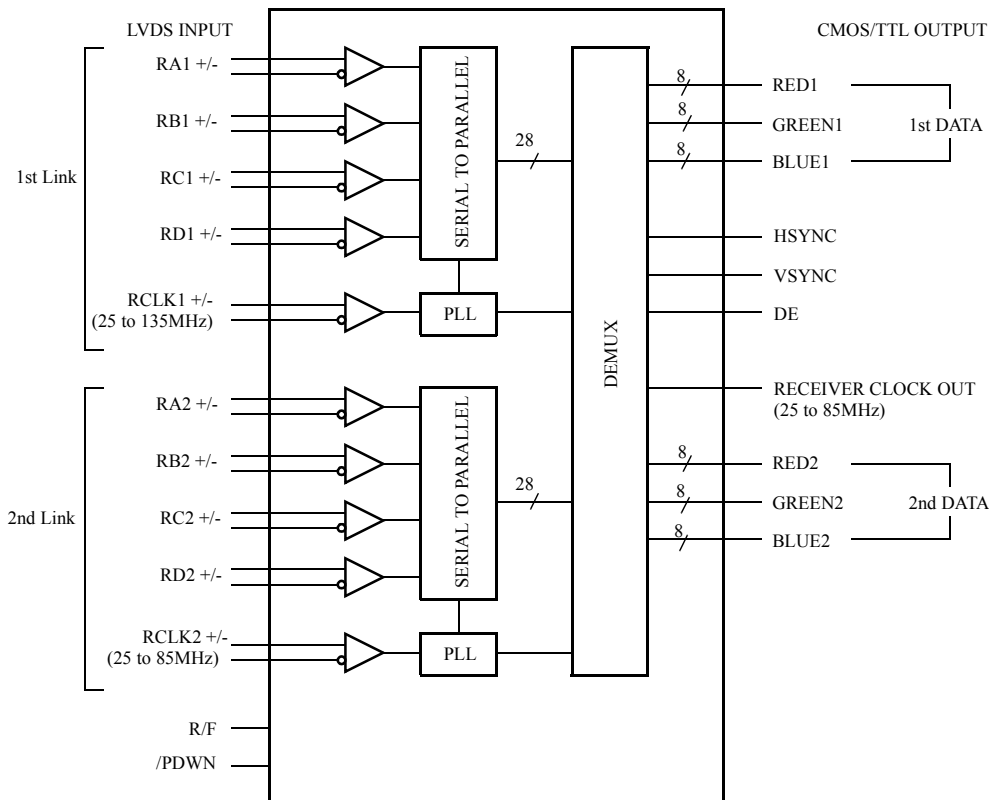 LVDS INPUT
CMOS/TTL OUTPUT
1st Link
RA1 +/-
RB1 +/-
RC1 +/-
RD1 +/-
RCLK1 +/-
(25 to 135MHz)
SERIAL TO PARALLEL
PLL
28
2nd Link
RA2 +/-
RB2 +/-
RC2 +/-
RD2 +/-
RCLK2 +/-
(25 to 85MHz)
SERIAL TO PARALLEL
PLL
28
R/F
/PDWN
DEMUX
8
RED1
8
GREEN1
8
BLUE1
1st DATA
HSYNC
VSYNC
DE
RECEIVER CLOCK OUT
(25 to 85MHz)
8
RED2
8
GREEN2
8
BLUE2
2nd DATA